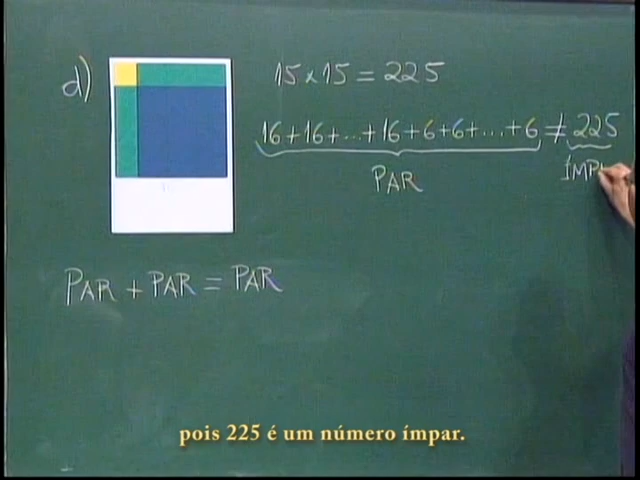 d)
15 × 15 = 225
16 + 16 + ... + 16 + 6 + 6 + ... + 6 ≠ 225
PAR
ÍMP
PAR + PAR = PAR
pois 225 é um número ímpar.